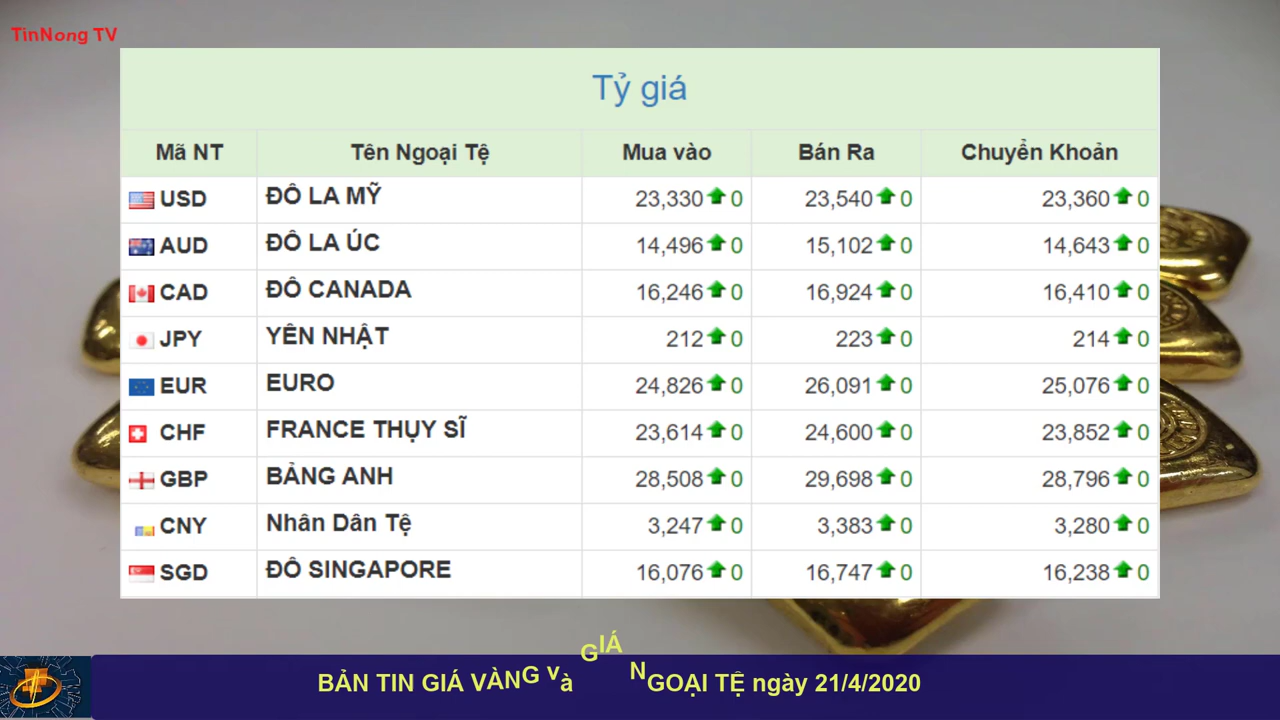 TinNong TV
Tỷ giá
Mã NT Tên Ngoại Tệ Mua vào Bán Ra Chuyển Khoản
USD ĐÔ LA MỸ 23,330 0 23,540 0 23,360 0
AUD ĐÔ LA ÚC 14,496 0 15,102 0 14,643 0
CAD ĐÔ CANADA 16,246 0 16,924 0 16,410 0
JPY YÊN NHẬT 212 0 223 0 214 0
EUR EURO 24,826 0 26,091 0 25,076 0
CHF FRANCE THỤY SĨ 23,614 0 24,600 0 23,852 0
GBP BẢNG ANH 28,508 0 29,698 0 28,796 0
CNY Nhân Dân Tệ 3,247 0 3,383 0 3,280 0
SGD ĐÔ SINGAPORE 16,076 0 16,747 0 16,238 0
BẢN TIN GIÁ VÀNG và GIÁ NGOẠI TỆ ngày 21/4/2020